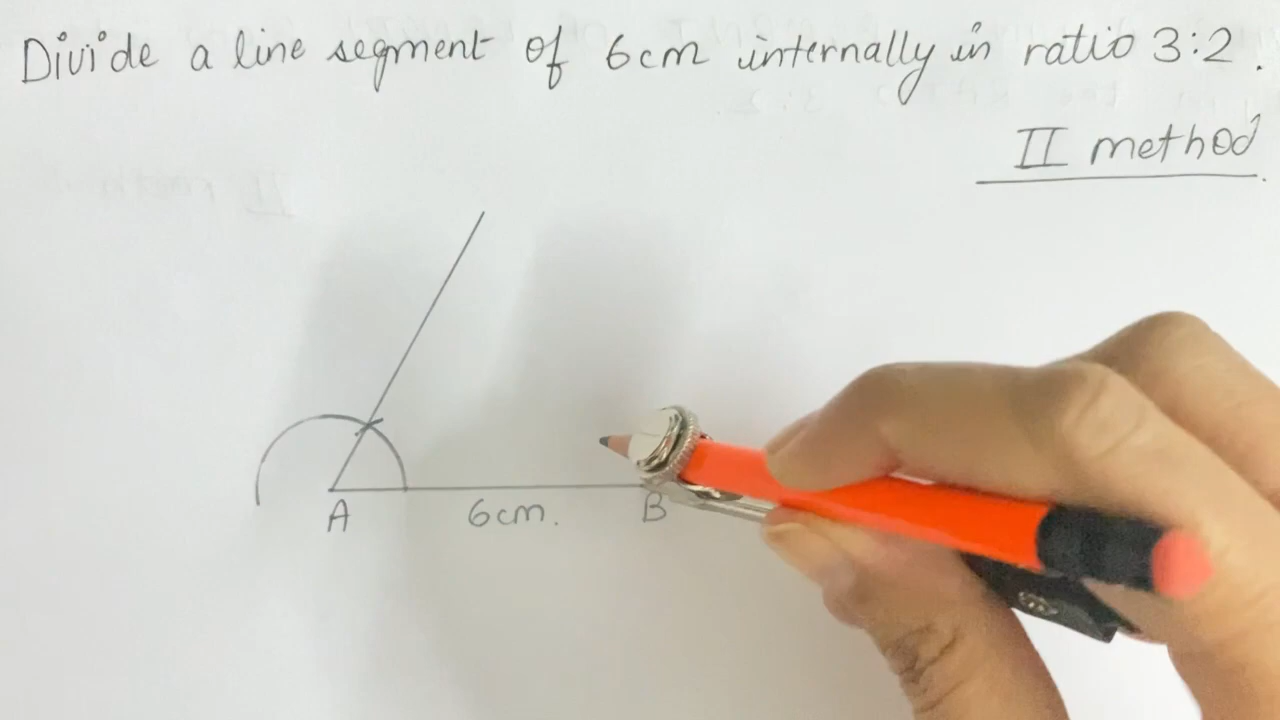 Divide a line segment of 6cm internally in ratio 3:2.
II method.
A 6cm. B